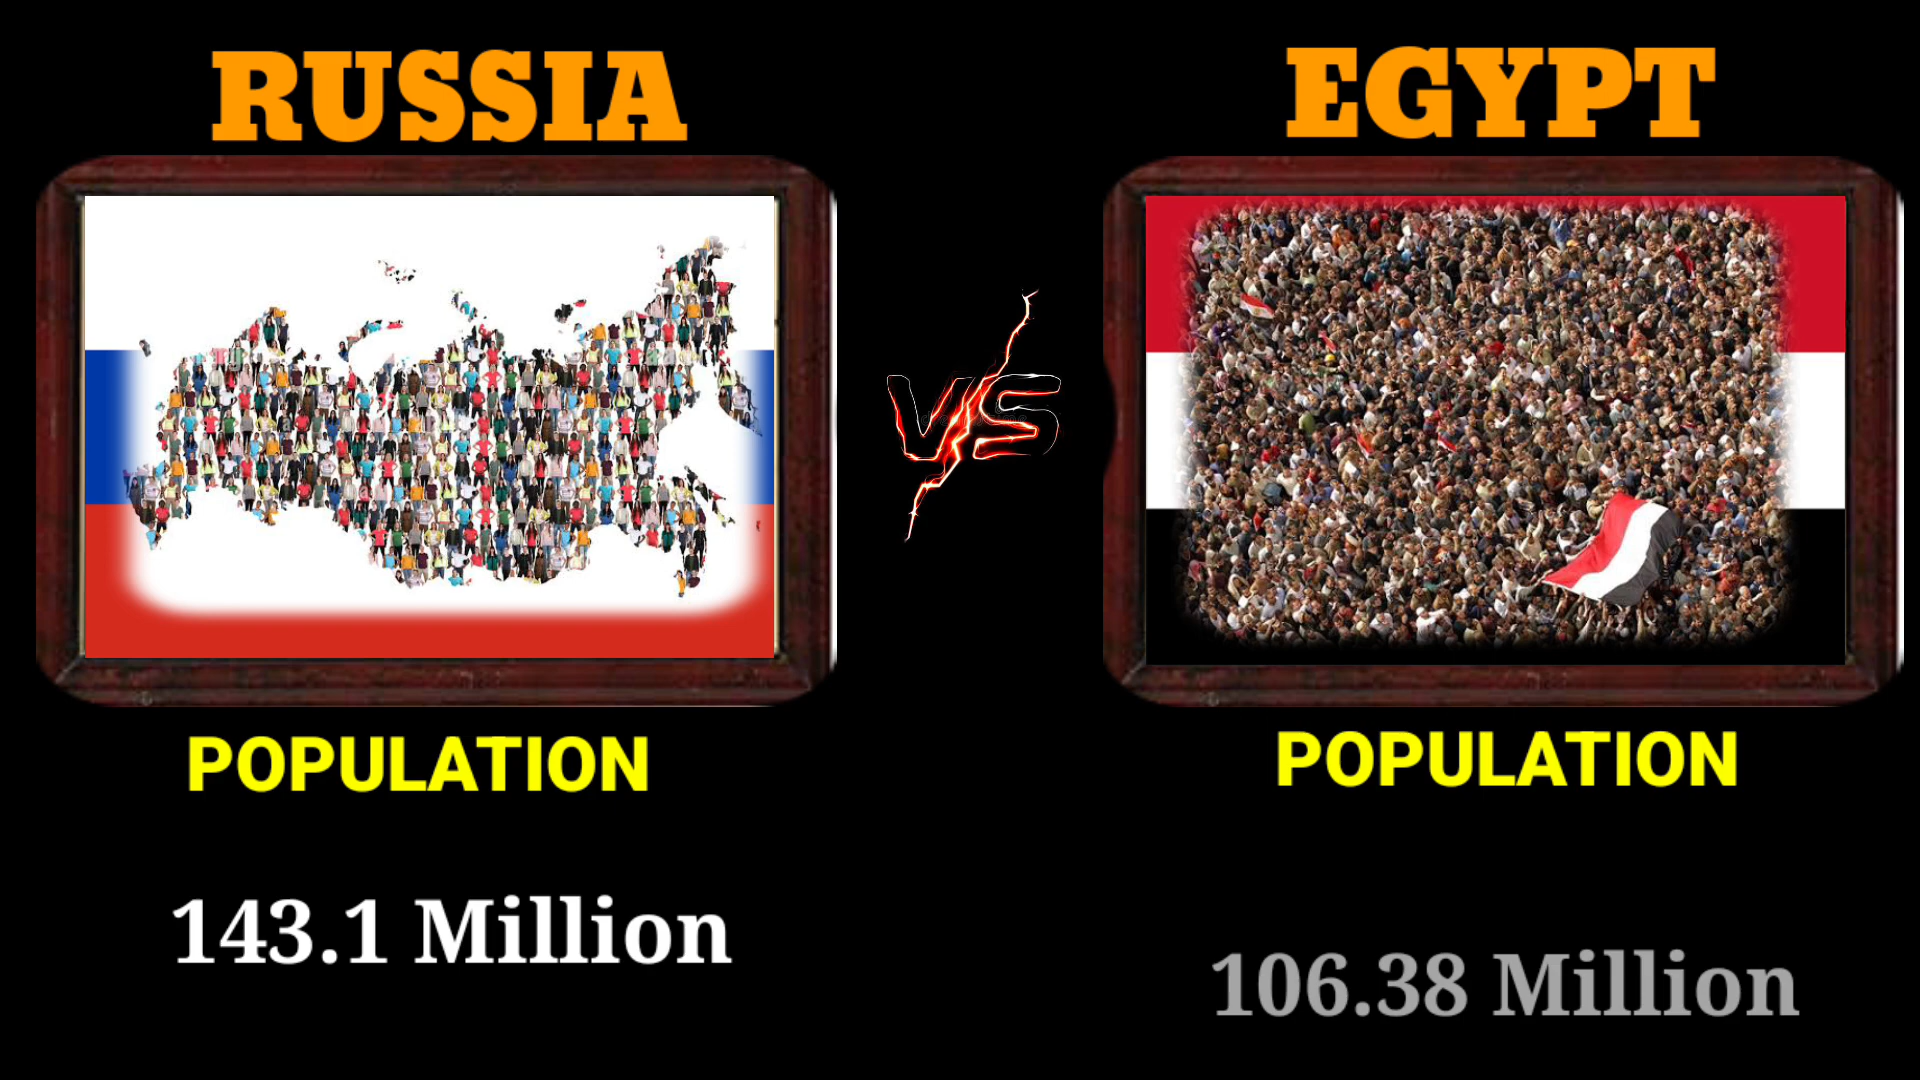 RUSSIA
POPULATION
143.1 Million
VS
EGYPT
POPULATION
106.38 Million